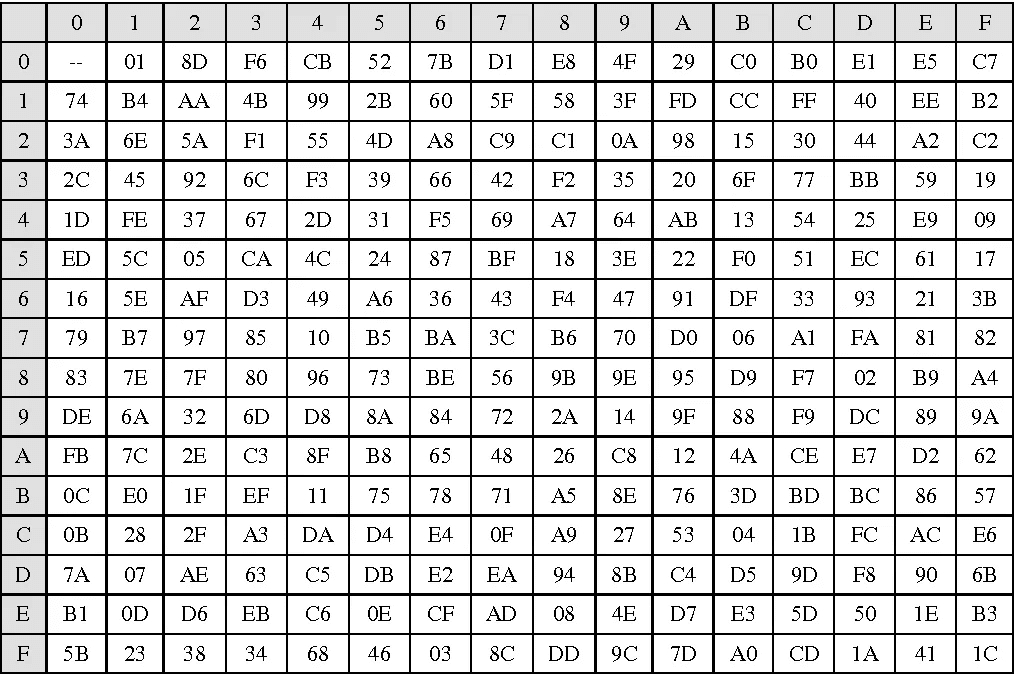 0 1 2 3 4 5 6 7 8 9 A B C D E F
0 -- 01 8D F6 CB 52 7B D1 E8 4F 29 C0 B0 E1 E5 C7
1 74 B4 AA 4B 99 2B 60 5F 58 3F FD CC FF 40 EE B2
2 3A 6E 5A F1 55 4D A8 C9 C1 0A 98 15 30 44 A2 C2
3 2C 45 92 6C F3 39 66 42 F2 35 20 6F 77 BB 59 19
4 1D FE 37 67 2D 31 F5 69 A7 64 AB 13 54 25 E9 09
5 ED 5C 05 CA 4C 24 87 BF 18 3E 22 F0 51 EC 61 17
6 16 5E AF D3 49 A6 36 43 F4 47 91 DF 33 93 21 3B
7 79 B7 97 85 10 B5 BA 3C B6 70 D0 06 A1 FA 81 82
8 83 7E 7F 80 96 73 BE 56 9B 9E 95 D9 F7 02 B9 A4
9 DE 6A 32 6D D8 8A 84 72 2A 14 9F 88 F9 DC 89 9A
A FB 7C 2E C3 8F B8 65 48 26 C8 12 4A CE E7 D2 62
B 0C E0 1F EF 11 75 78 71 A5 8E 76 3D BD BC 86 57
C 0B 28 2F A3 DA D4 E4 0F A9 27 53 04 1B FC AC E6
D 7A 07 AE 63 C5 DB E2 EA 94 8B C4 D5 9D F8 90 6B
E B1 0D D6 EB C6 0E CF AD 08 4E D7 E3 5D 50 1E B3
F 5B 23 38 34 68 46 03 8C DD 9C 7D A0 CD 1A 41 1C